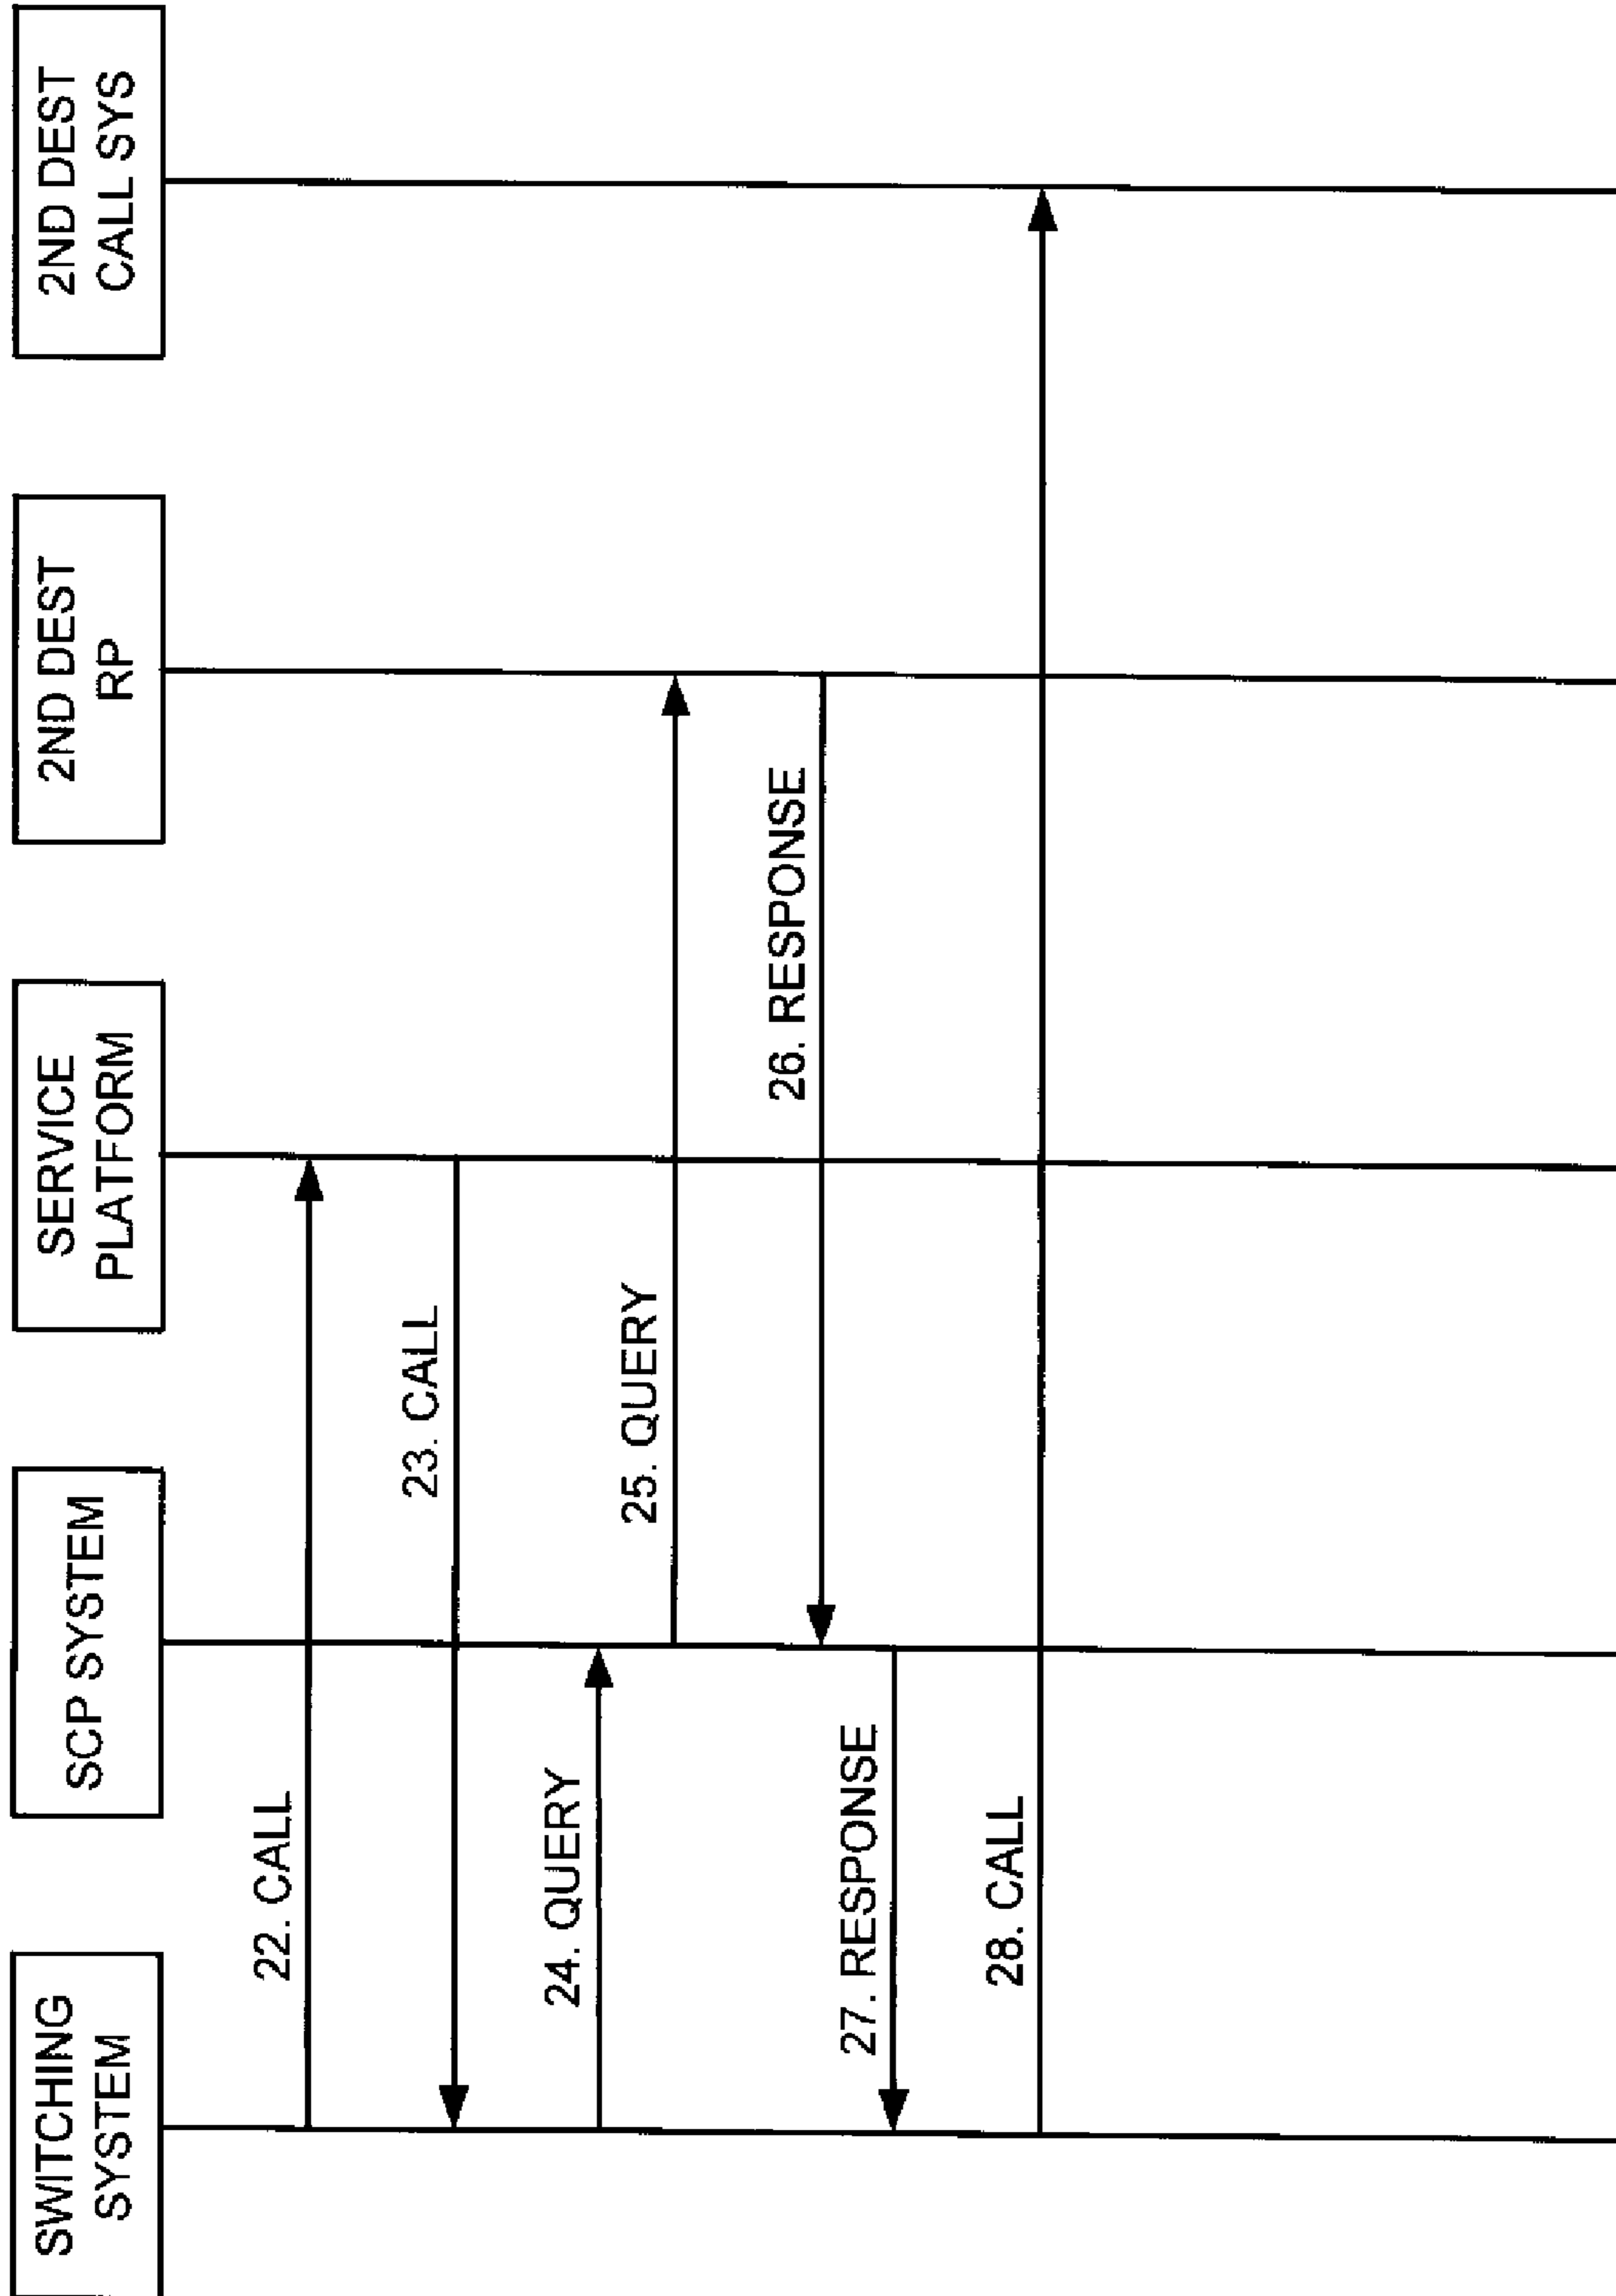 SWITCHING
SYSTEM
SCP SYSTEM
SERVICE
PLATFORM
2ND DEST
RP
2ND DEST
CALL SYS
22. CALL
23. CALL
24. QUERY
25. QUERY
26. RESPONSE
27. RESPONSE
28. CALL